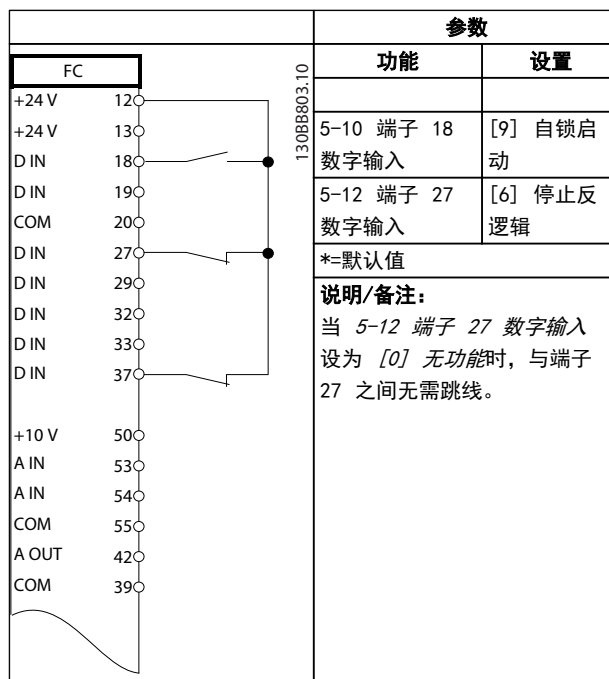 FC
130BB803.10
+24 V 12
+24 V 13
D IN 18
D IN 19
COM 20
D IN 27
D IN 29
D IN 32
D IN 33
D IN 37
+10 V 50
A IN 53
A IN 54
COM 55
A OUT 42
COM 39
参数
功能 设置
5-10 端子 18 [9] 自锁启
数字输入 动
5-12 端子 27 [6] 停止反
数字输入 逻辑
*=默认值
说明/备注：
当 5-12 端子 27 数字输入
设为 [0] 无功能时，与端子
27 之间无需跳线。